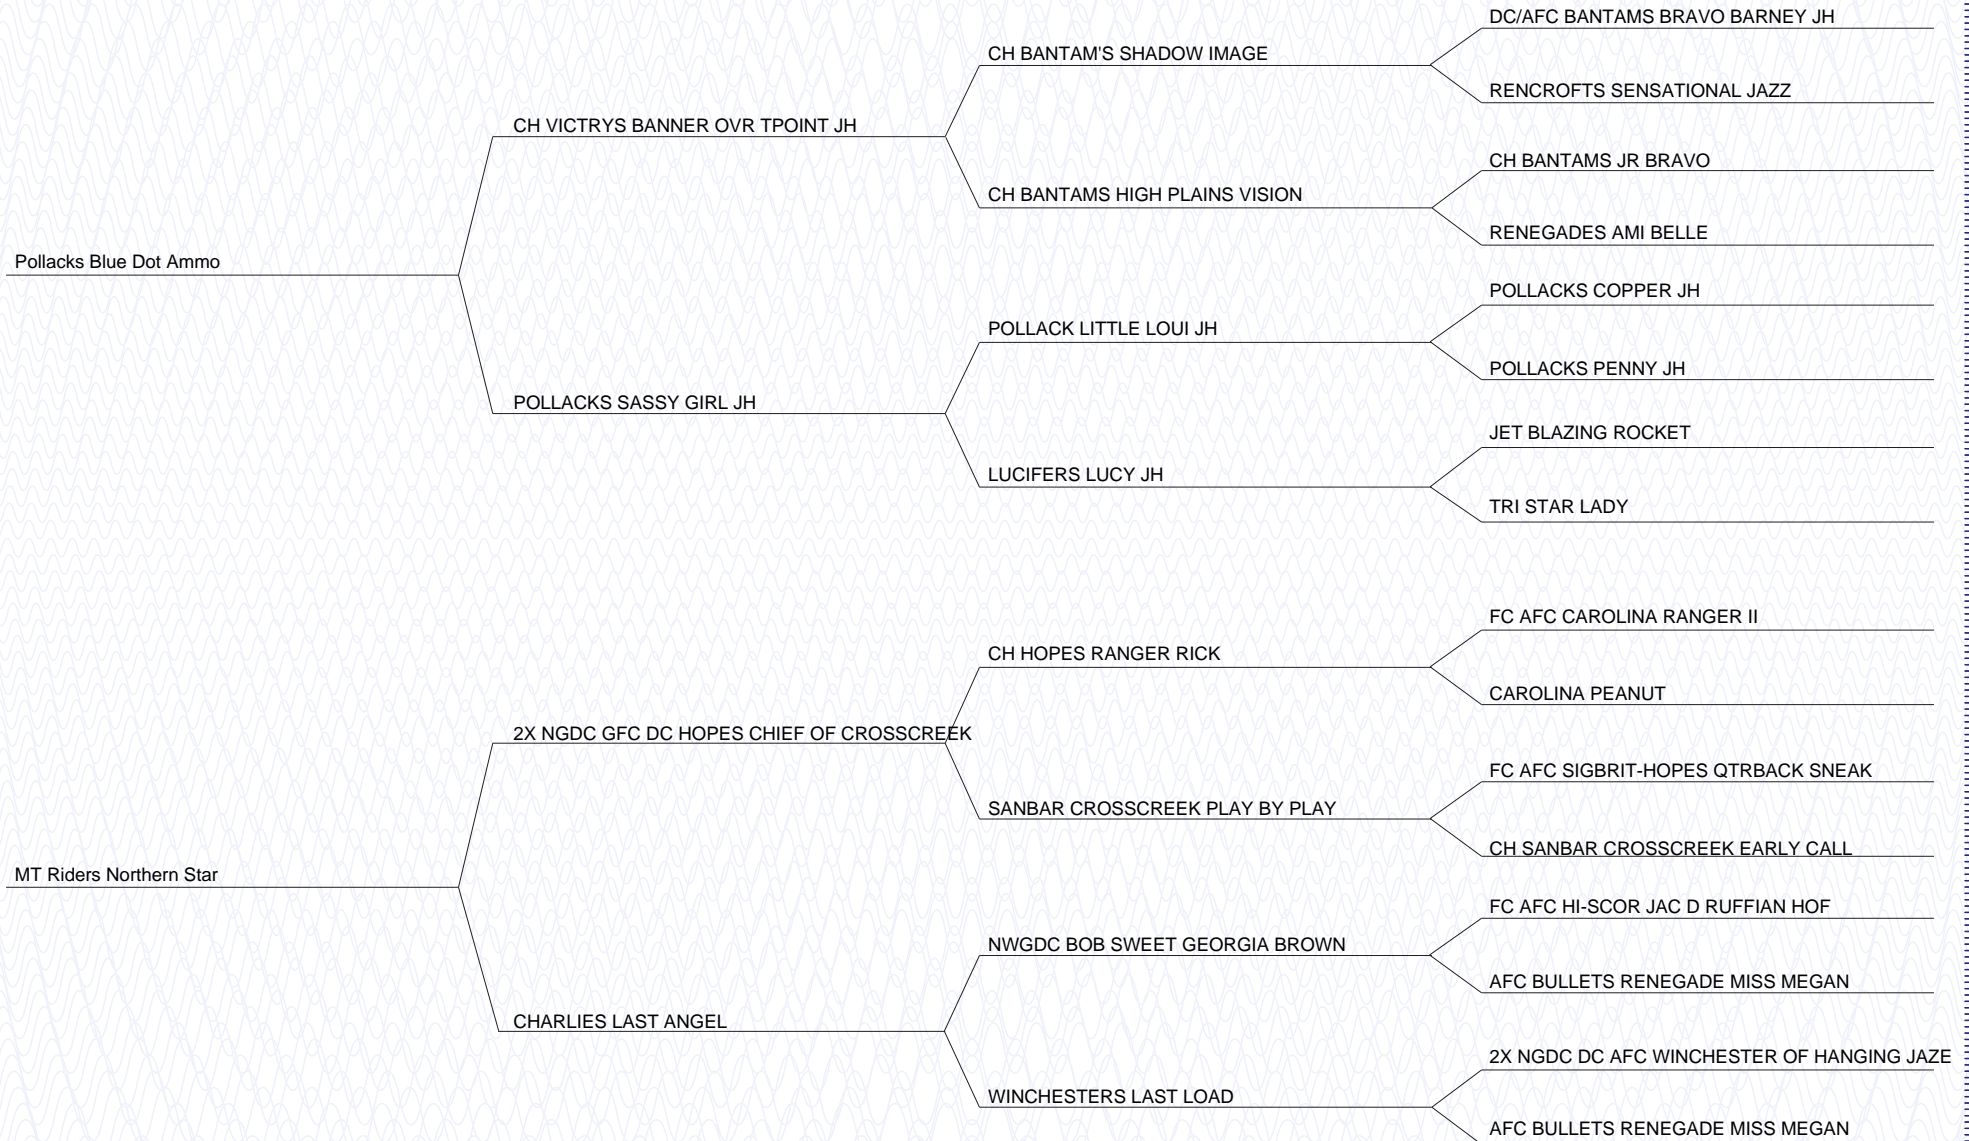 DC/AFC BANTAMS BRAVO BARNEY JH
CH BANTAM'S SHADOW IMAGE
RENCROFTS SENSATIONAL JAZZ
CH VICTRYS BANNER OVR TPOINT JH
CH BANTAMS JR BRAVO
CH BANTAMS HIGH PLAINS VISION
RENEGADES AMI BELLE
Pollacks Blue Dot Ammo
POLLACKS COPPER JH
POLLACK LITTLE LOUI JH
POLLACKS PENNY JH
POLLACKS SASSY GIRL JH
JET BLAZING ROCKET
LUCIFERS LUCY JH
TRI STAR LADY
FC AFC CAROLINA RANGER II
CH HOPES RANGER RICK
CAROLINA PEANUT
2X NGDC GFC DC HOPES CHIEF OF CROSSCREEK
FC AFC SIGBRIT-HOPES QTRBACK SNEAK
SANBAR CROSSCREEK PLAY BY PLAY
CH SANBAR CROSSCREEK EARLY CALL
MT Riders Northern Star
FC AFC HI-SCOR JAC D RUFFIAN HOF
NWGDC BOB SWEET GEORGIA BROWN
AFC BULLETS RENEGADE MISS MEGAN
CHARLIES LAST ANGEL
2X NGDC DC AFC WINCHESTER OF HANGING JAZE
WINCHESTERS LAST LOAD
AFC BULLETS RENEGADE MISS MEGAN